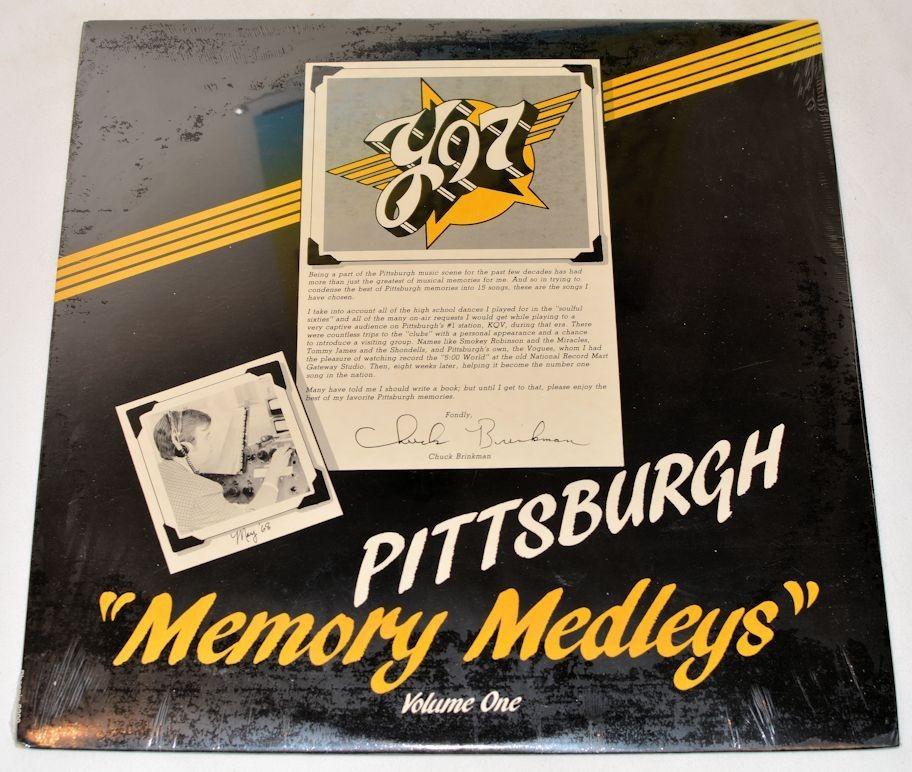 Y97
Being a part of the Pittsburgh music scene for the past few decades has had
more than just the greatest of musical memories for me. And so in trying to
condense the best of Pittsburgh memories into 15 songs, these are the songs I
have chosen.
I take into account all of the high school dances I played for in the "soulful
sixties" and all of the many on-air requests I would get while playing to a
very captive audience on Pittsburgh's #1 station, KQV, during that era. There
were countless trips to the "clubs" with a personal appearance and a chance
to introduce a visiting group. Names like Smokey Robinson and the Miracles,
Tommy James and the Shondells, and Pittsburgh's own, the Vogues, whom I had
the pleasure of watching record the "5:00 World" at the old National Record Mart
Gateway Studio. Then, eight weeks later, helping it become the number one
song in the nation.
Many have told me I should write a book; but until I get to that, please enjoy the
best of my favorite Pittsburgh memories.
Fondly,
Chuck Brinkman
Chuck Brinkman
May '68
PITTSBURGH
"Memory Medleys"
Volume One